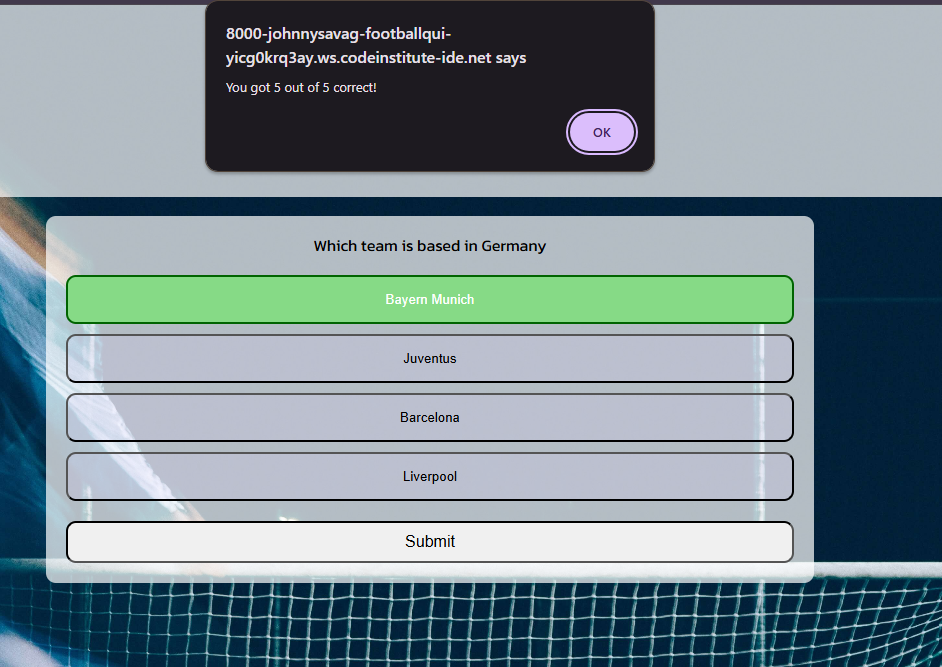 8000-johnnysavag-footballqui-
yicg0krq3ay.ws.codeinstitute-ide.net says
You got 5 out of 5 correct!
OK
Which team is based in Germany
Bayern Munich
Juventus
Barcelona
Liverpool
Submit